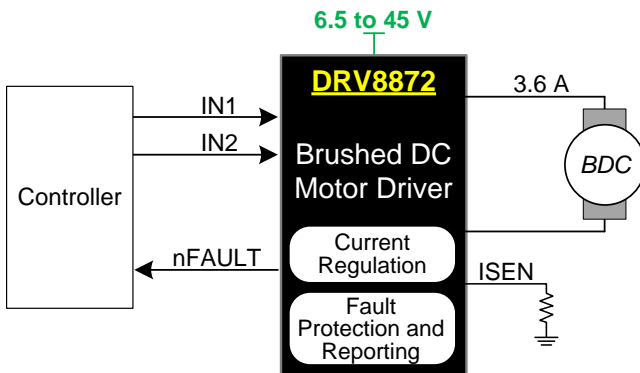 6.5 to 45 V
DRV8872
3.6 A
IN1
IN2
Brushed DC
Motor Driver
BDC
Controller
nFAULT
Current
Regulation
ISEN
Fault
Protection and
Reporting